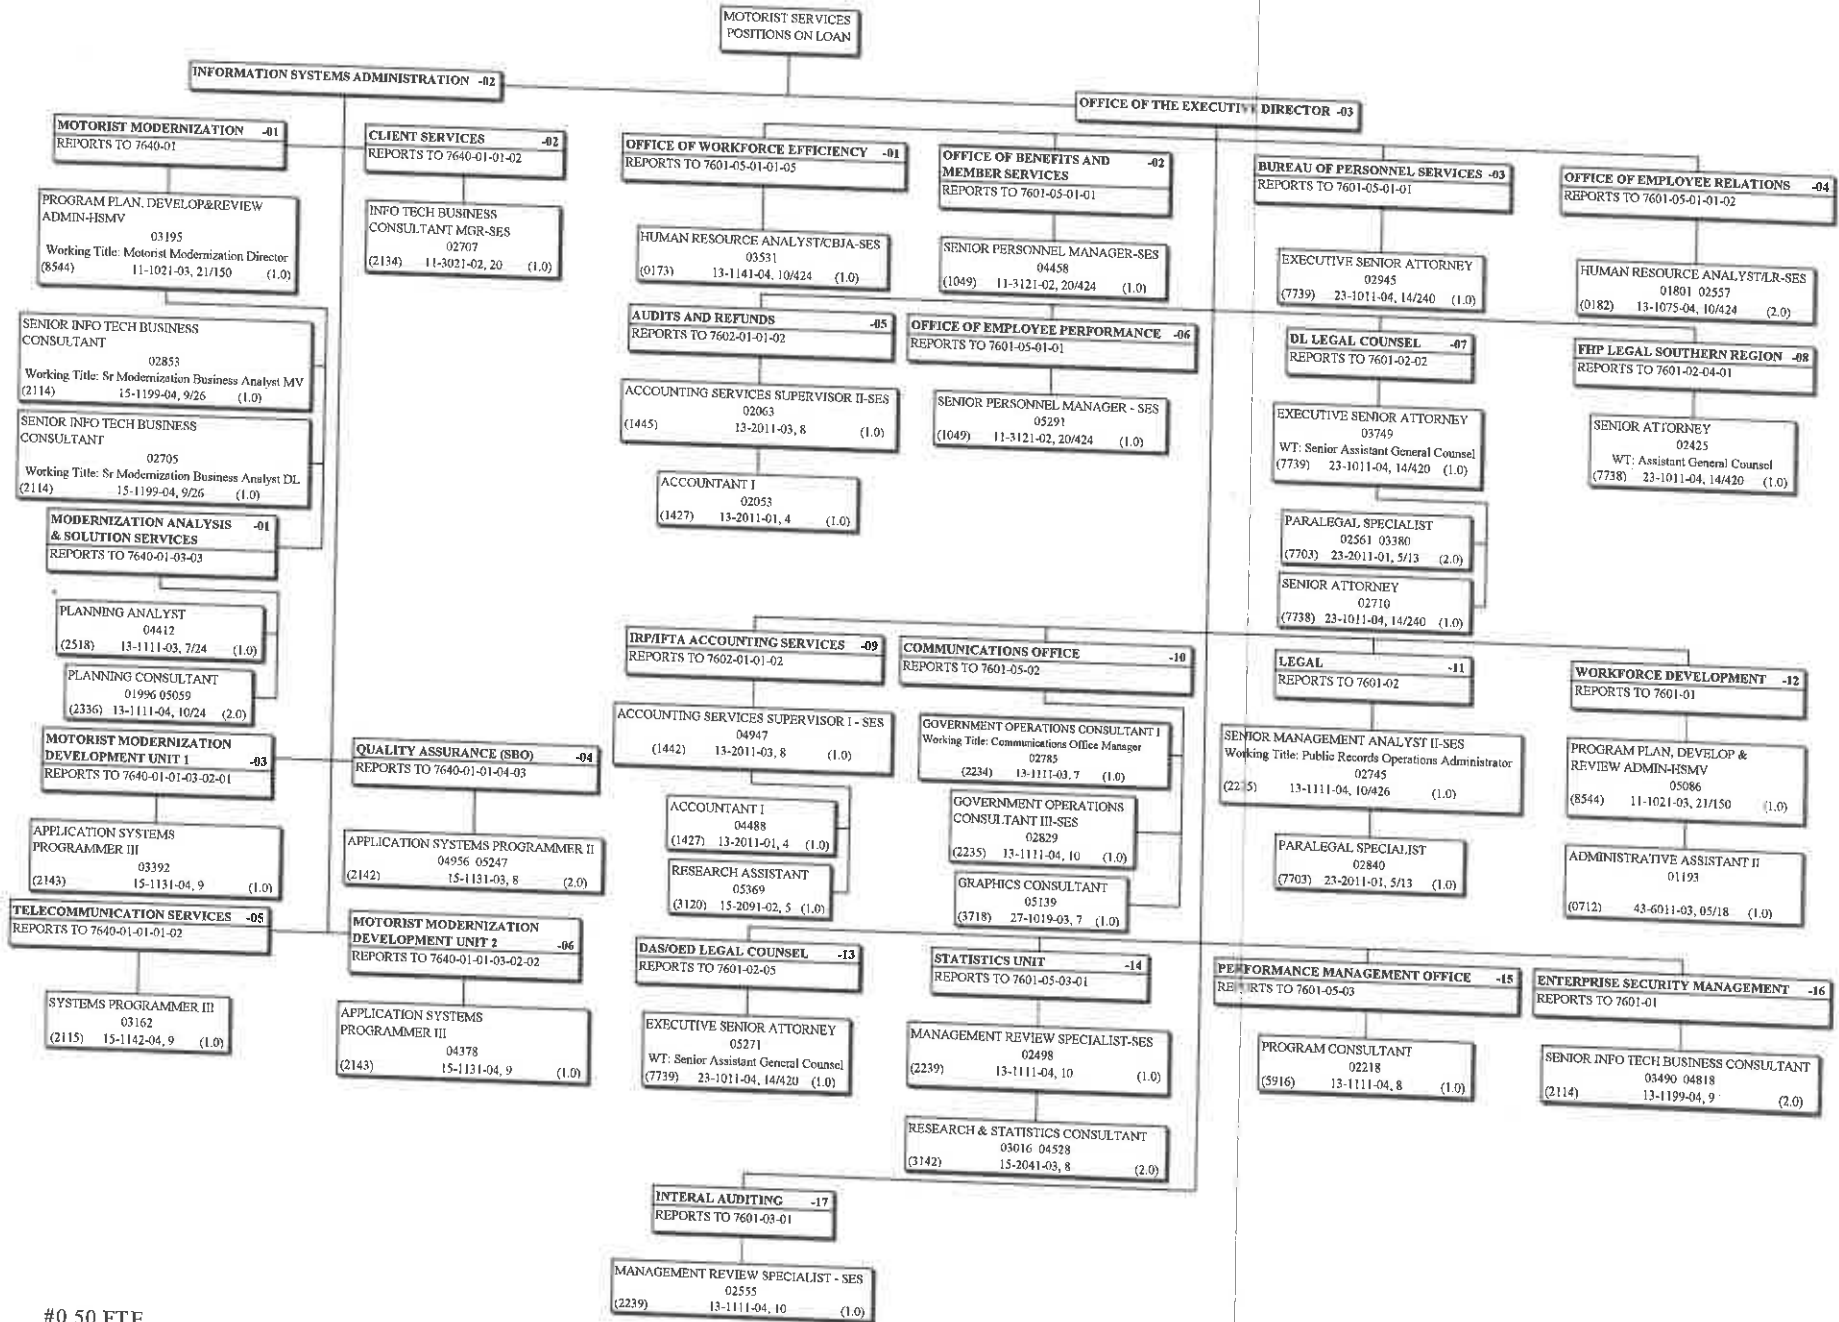 MOTORIST SERVICES
POSITIONS ON LOAN
INFORMATION SYSTEMS ADMINISTRATION -02
OFFICE OF THE EXECUTIVE DIRECTOR -03
MOTORIST MODERNIZATION -01
REPORTS TO 7640-01
CLIENT SERVICES -02
REPORTS TO 7640-01-01-02
PROGRAM PLAN, DEVELOP&REVIEW
ADMIN-HSMV
03195
Working Title: Motorist Modernization Director
(8544) 11-1021-03, 21/150 (1.0)
INFO TECH BUSINESS
CONSULTANT MGR-SES
02707
(2134) 11-3021-02, 20 (1.0)
SENIOR INFO TECH BUSINESS
CONSULTANT
02853
Working Title: Sr Modernization Business Analyst MV
(2114) 15-1199-04, 9/26 (1.0)
SENIOR INFO TECH BUSINESS
CONSULTANT
02705
Working Title: Sr Modernization Business Analyst DL
(2114) 15-1199-04, 9/26 (1.0)
MODERNIZATION ANALYSIS -01
& SOLUTION SERVICES
REPORTS TO 7640-01-03-03
PLANNING ANALYST
04412
(2518) 13-1111-03, 7/24 (1.0)
PLANNING CONSULTANT
01996 05059
(2336) 13-1111-04, 10/24 (2.0)
MOTORIST MODERNIZATION
DEVELOPMENT UNIT 1 -03
REPORTS TO 7640-01-01-03-02-01
QUALITY ASSURANCE (SBO) -04
REPORTS TO 7640-01-01-04-03
APPLICATION SYSTEMS
PROGRAMMER III
03392
(2143) 15-1131-04, 9 (1.0)
APPLICATION SYSTEMS PROGRAMMER II
04956 05247
(2142) 15-1131-03, 8 (2.0)
TELECOMMUNICATION SERVICES -05
REPORTS TO 7640-01-01-01-02
MOTORIST MODERNIZATION
DEVELOPMENT UNIT 2 -06
REPORTS TO 7640-01-01-03-02-02
SYSTEMS PROGRAMMER III
03162
(2115) 15-1142-04, 9 (1.0)
APPLICATION SYSTEMS
PROGRAMMER III
04378
(2143) 15-1131-04, 9 (1.0)
OFFICE OF WORKFORCE EFFICIENCY -01
REPORTS TO 7601-05-01-01-05
OFFICE OF BENEFITS AND -02
MEMBER SERVICES
REPORTS TO 7601-05-01-01
BUREAU OF PERSONNEL SERVICES -03
REPORTS TO 7601-05-01-01
OFFICE OF EMPLOYEE RELATIONS -04
REPORTS TO 7601-05-01-01-02
HUMAN RESOURCE ANALYST/CBJA-SES
03531
(0173) 13-1141-04, 10/424 (1.0)
SENIOR PERSONNEL MANAGER-SES
04458
(1049) 11-3121-02, 20/424 (1.0)
EXECUTIVE SENIOR ATTORNEY
02945
(7739) 23-1011-04, 14/240 (1.0)
HUMAN RESOURCE ANALYST/LR-SES
01801 02557
(0182) 13-1075-04, 10/424 (2.0)
AUDITS AND REFUNDS -05
REPORTS TO 7602-01-01-02
OFFICE OF EMPLOYEE PERFORMANCE -06
REPORTS TO 7601-05-01-01
DL LEGAL COUNSEL -07
REPORTS TO 7601-02-02
FHP LEGAL SOUTHERN REGION -08
REPORTS TO 7601-02-04-01
ACCOUNTING SERVICES SUPERVISOR II-SES
02063
(1445) 13-2011-03, 8 (1.0)
SENIOR PERSONNEL MANAGER - SES
05291
(1049) 11-3121-02, 20/424 (1.0)
EXECUTIVE SENIOR ATTORNEY
03749
WT: Senior Assistant General Counsel
(7739) 23-1011-04, 14/420 (1.0)
SENIOR ATTORNEY
02425
WT: Assistant General Counsel
(7738) 23-1011-04, 14/420 (1.0)
ACCOUNTANT I
02053
(1427) 13-2011-01, 4 (1.0)
PARALEGAL SPECIALIST
02561 03380
(7703) 23-2011-01, 5/13 (2.0)
SENIOR ATTORNEY
02710
(7738) 23-1011-04, 14/240 (1.0)
IRP/IFTA ACCOUNTING SERVICES -09
REPORTS TO 7602-01-01-02
COMMUNICATIONS OFFICE -10
REPORTS TO 7601-05-02
LEGAL -11
REPORTS TO 7601-02
WORKFORCE DEVELOPMENT -12
REPORTS TO 7601-01
ACCOUNTING SERVICES SUPERVISOR I - SES
04947
(1442) 13-2011-03, 8 (1.0)
GOVERNMENT OPERATIONS CONSULTANT I
Working Title: Communications Office Manager
02785
(2234) 13-1111-03, 7 (1.0)
SENIOR MANAGEMENT ANALYST II-SES
Working Title: Public Records Operations Administrator
02745
(2225) 13-1111-04, 10/426 (1.0)
PROGRAM PLAN, DEVELOP &
REVIEW ADMIN-HSMV
05086
(8544) 11-1021-03, 21/150 (1.0)
ACCOUNTANT I
04488
(1427) 13-2011-01, 4 (1.0)
GOVERNMENT OPERATIONS
CONSULTANT III-SES
02829
(2235) 13-1111-04, 10 (1.0)
PARALEGAL SPECIALIST
02840
(7703) 23-2011-01, 5/13 (1.0)
ADMINISTRATIVE ASSISTANT II
01193
(0712) 43-6011-03, 05/18 (1.0)
RESEARCH ASSISTANT
05369
(3120) 15-2091-02, 5 (1.0)
GRAPHICS CONSULTANT
05139
(3718) 27-1019-03, 7 (1.0)
DAS/OED LEGAL COUNSEL -13
REPORTS TO 7601-02-05
STATISTICS UNIT -14
REPORTS TO 7601-05-03-01
PERFORMANCE MANAGEMENT OFFICE -15
REPORTS TO 7601-05-03
ENTERPRISE SECURITY MANAGEMENT -16
REPORTS TO 7601-01
EXECUTIVE SENIOR ATTORNEY
05271
WT: Senior Assistant General Counsel
(7739) 23-1011-04, 14/420 (1.0)
MANAGEMENT REVIEW SPECIALIST-SES
02498
(2239) 13-1111-04, 10 (1.0)
PROGRAM CONSULTANT
02218
(5916) 13-1111-04, 8 (1.0)
SENIOR INFO TECH BUSINESS CONSULTANT
03490 04818
(2114) 13-1199-04, 9 (2.0)
RESEARCH & STATISTICS CONSULTANT
03016 04528
(3142) 15-2041-03, 8 (2.0)
INTERAL AUDITING -17
REPORTS TO 7601-03-01
MANAGEMENT REVIEW SPECIALIST - SES
02555
(2239) 13-1111-04, 10 (1.0)
#0.50 FTE